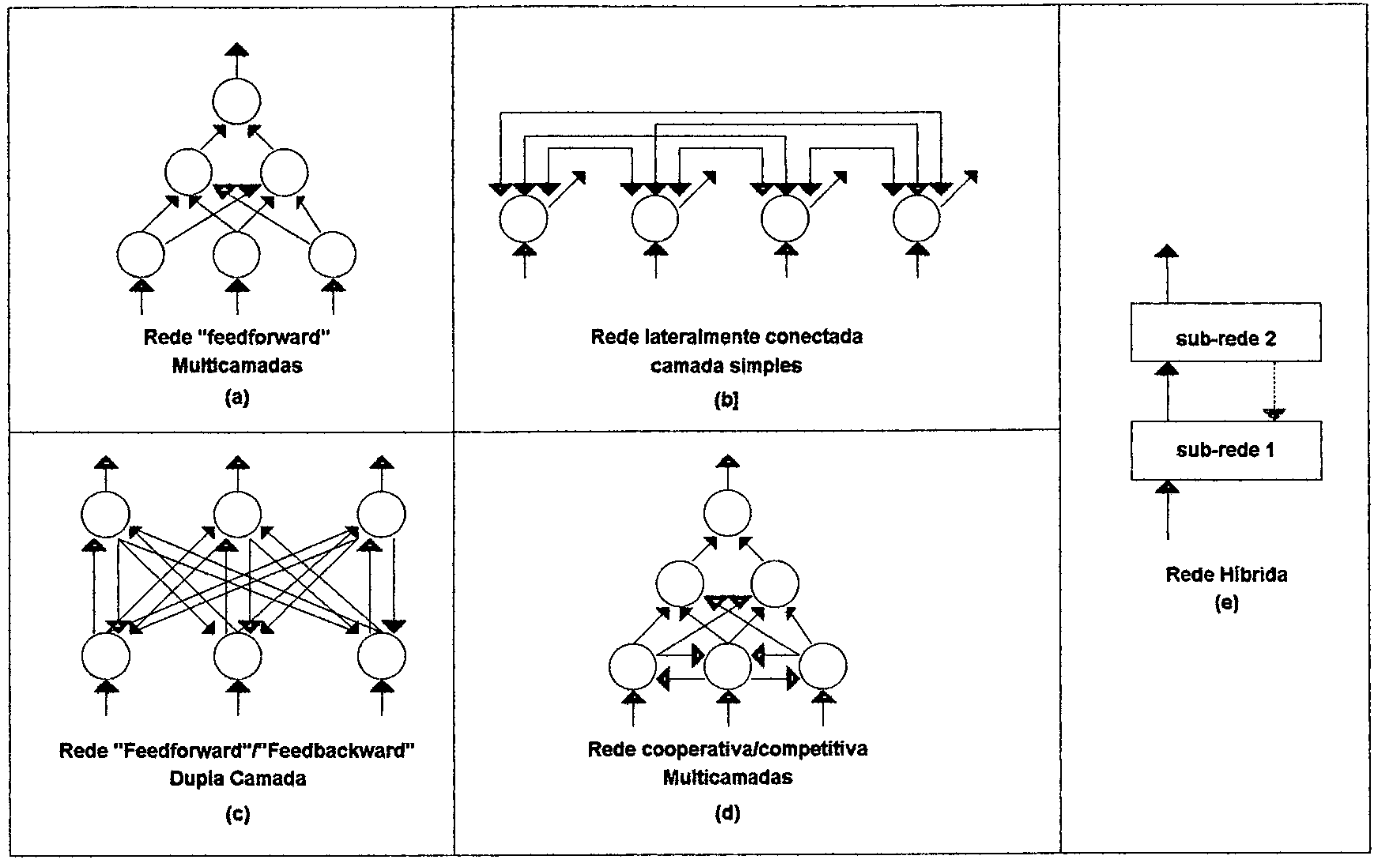 Rede "feedforward"
Multicamadas
(a)
Rede lateralmente conectada
camada simples
(b]
sub-rede 2
sub-rede 1
Rede Híbrida
(e)
Rede "Feedforward"/"Feedbackward"
Dupla Camada
(c)
Rede cooperativa/competitiva
Multicamadas
(d)